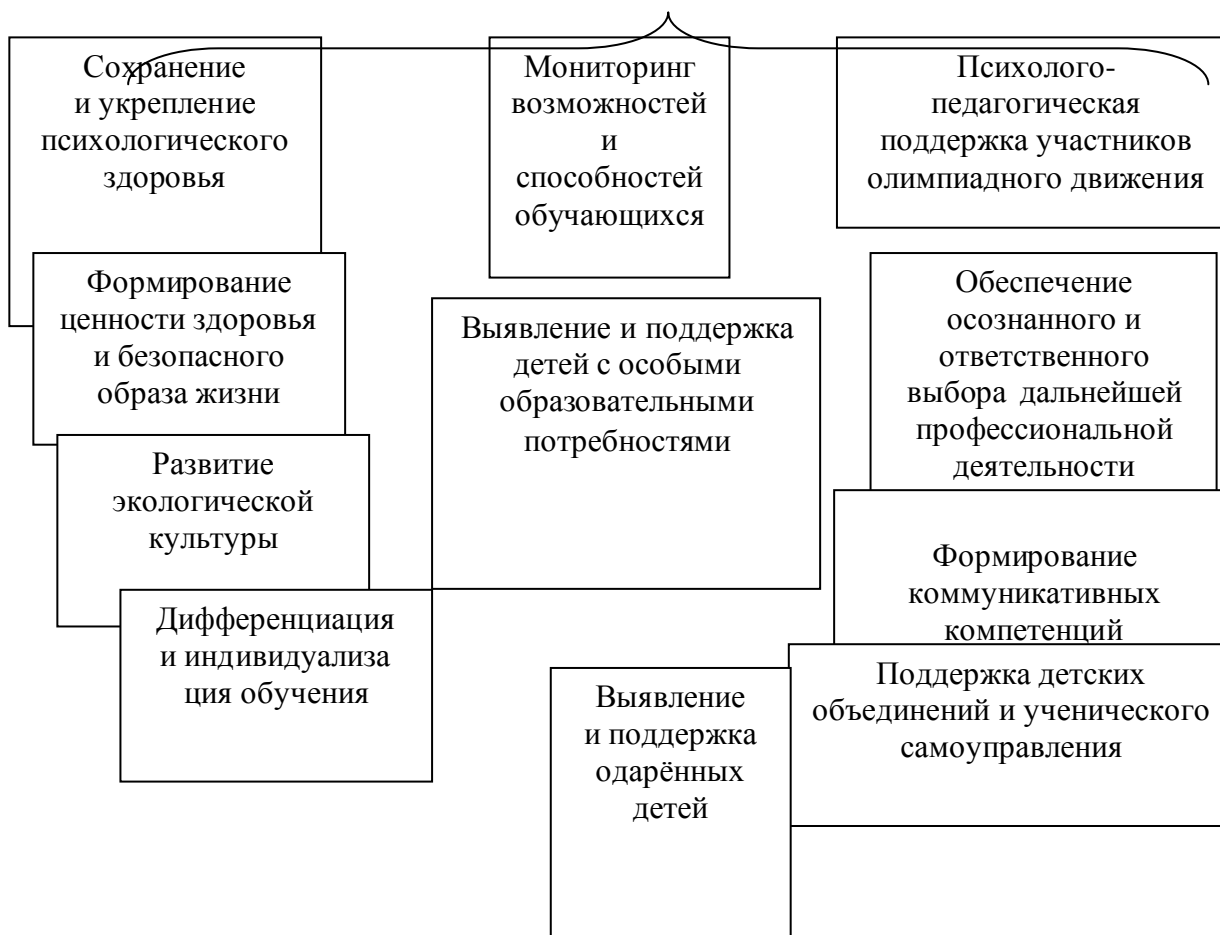 Сохранение
и укрепление
психологического
здоровья
Мониторинг
возможностей
и
способностей
обучающихся
Психолого-
педагогическая
поддержка участников
олимпиадного движения
Формирование
ценности здоровья
и безопасного
образа жизни
Выявление и поддержка
детей с особыми
образовательными
потребностями
Обеспечение
осознанного и
ответственного
выбора дальнейшей
профессиональной
деятельности
Развитие
экологической
культуры
Формирование
коммуникативных
компетенций
Дифференциация
и индивидуализа
ция обучения
Выявление
и поддержка
одарённых
детей
Поддержка детских
объединений и ученического
самоуправления